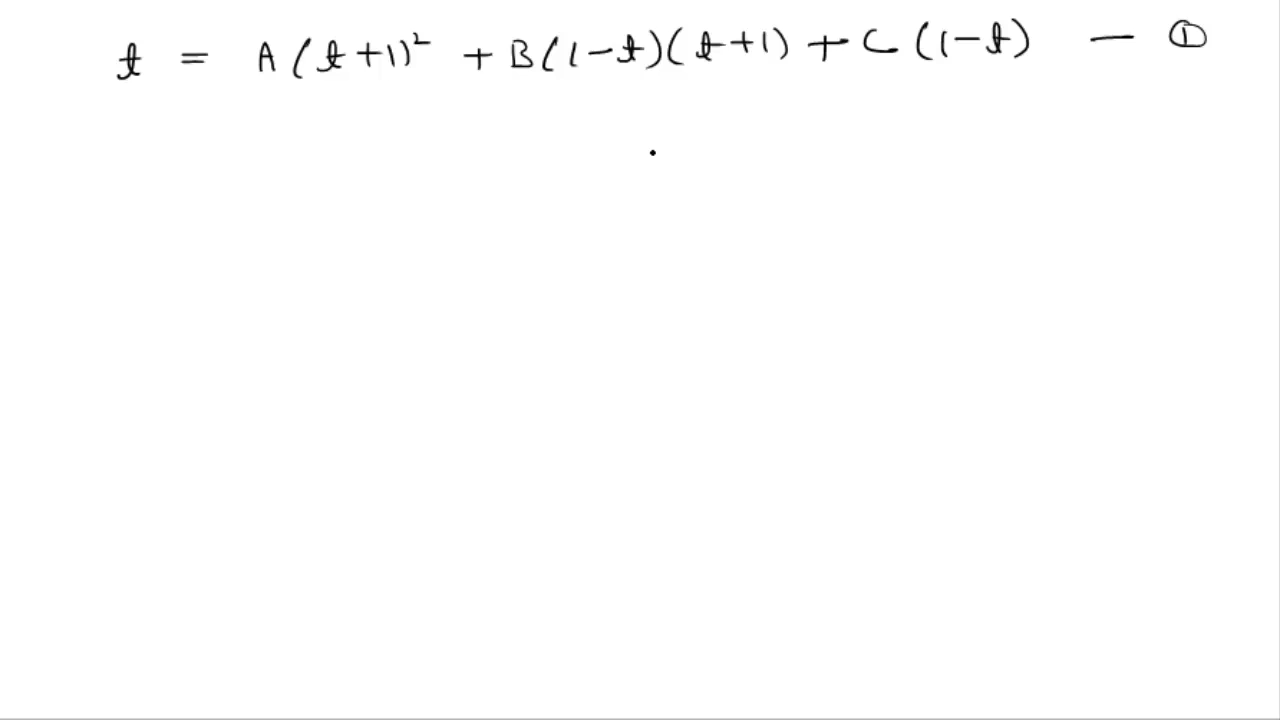 t = A(t+1)² + B(1-t)(t+1) + C(1-t) — ①